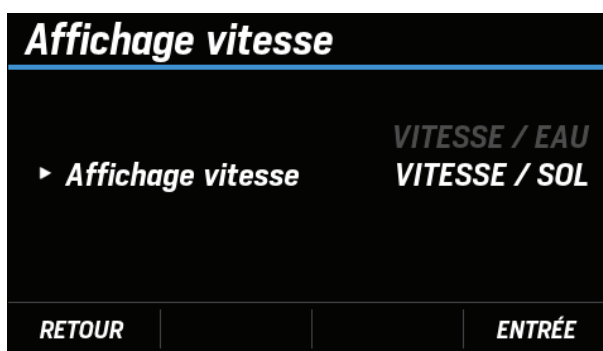 Affichage vitesse
VITESSE / EAU
Affichage vitesse VITESSE / SOL
RETOUR ENTRÉE